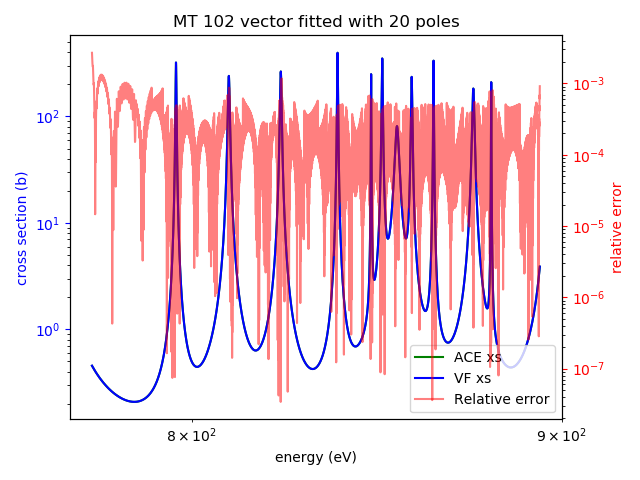 MT 102 vector fitted with 20 poles
cross section (b)
10²
10¹
10⁰
10⁻³
10⁻⁴
10⁻⁵
10⁻⁶
10⁻⁷
relative error
ACE xs
VF xs
Relative error
8 × 10²
9 × 10²
energy (eV)